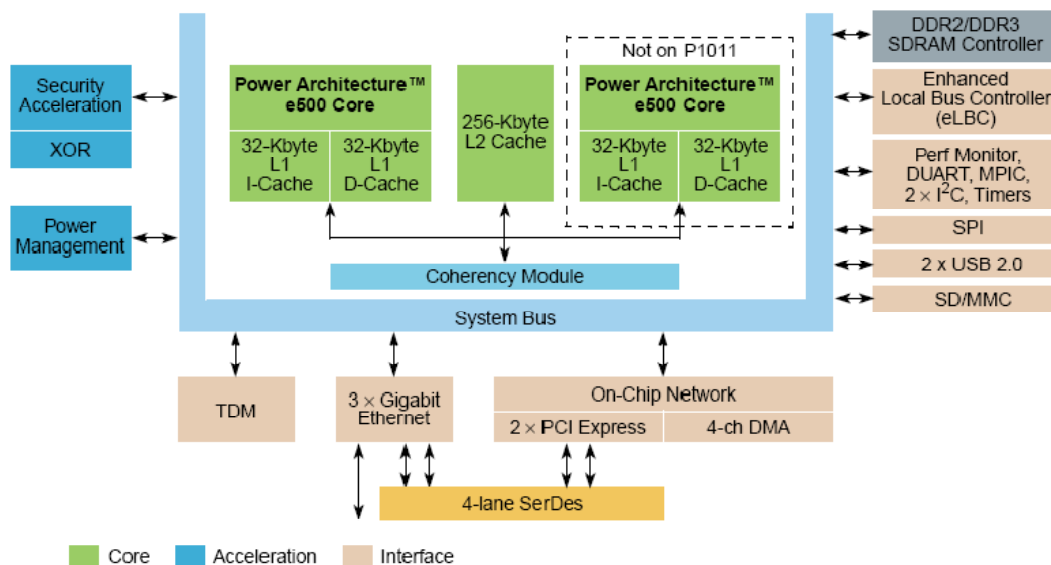 Not on P1011
Security
Acceleration
XOR
Power
Management
Power Architecture™
e500 Core
32-Kbyte
L1
I-Cache
32-Kbyte
L1
D-Cache
256-Kbyte
L2 Cache
Power Architecture™
e500 Core
32-Kbyte
L1
I-Cache
32-Kbyte
L1
D-Cache
Coherency Module
System Bus
DDR2/DDR3
SDRAM Controller
Enhanced
Local Bus Controller
(eLBC)
Perf Monitor,
DUART, MPIC,
2 × I²C, Timers
SPI
2 x USB 2.0
SD/MMC
TDM
3 × Gigabit
Ethernet
On-Chip Network
2 × PCI Express
4-ch DMA
4-lane SerDes
Core
Acceleration
Interface